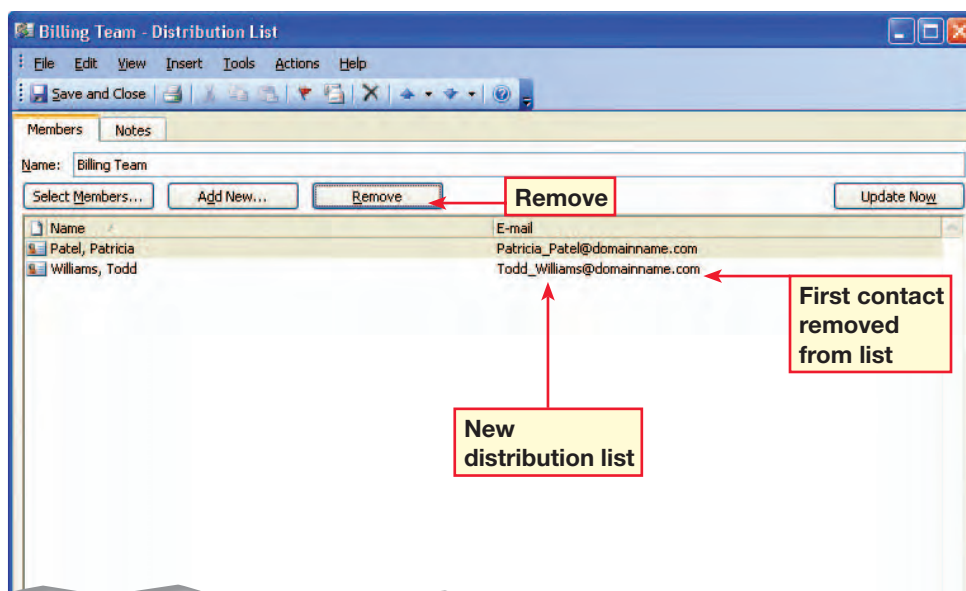 Billing Team - Distribution List
File Edit View Insert Tools Actions Help
Save and Close
Members Notes
Name: Billing Team
Select Members... Add New... Remove Remove Update Now
Name E-mail
Patel, Patricia Patricia_Patel@domainname.com
Williams, Todd Todd_Williams@domainname.com
First contact
removed
from list
New
distribution list